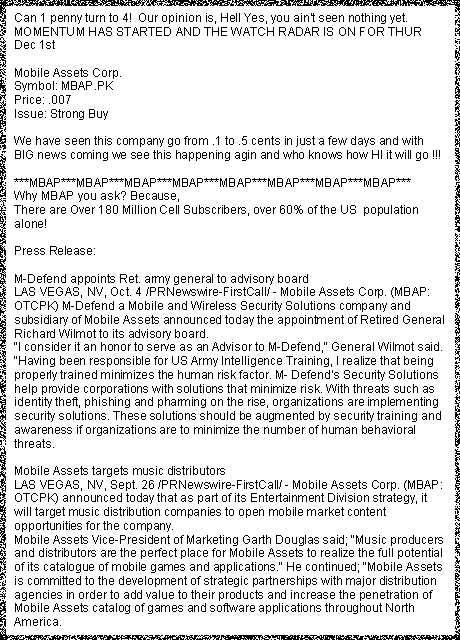 Can 1 penny turn to 4!  Our opinion is, Hell Yes, you ain't seen nothing yet.
MOMENTUM HAS STARTED AND THE WATCH RADAR IS ON FOR THUR
Dec 1st
Mobile Assets Corp.
Symbol: MBAP.PK
Price: .007
Issue: Strong Buy
We have seen this company go from .1 to .5 cents in just a few days and with
BIG news coming we see this happening agin and who knows how HI it will go !!!
***MBAP***MBAP***MBAP***MBAP***MBAP***MBAP***MBAP***MBAP***
Why MBAP you ask? Because,
There are Over 180 Million Cell Subscribers, over 60% of the US  population
alone!
Press Release:
M-Defend appoints Ret. army general to advisory board
LAS VEGAS, NV, Oct. 4 /PRNewswire-FirstCall/ - Mobile Assets Corp. (MBAP:
OTCPK) M-Defend a Mobile and Wireless Security Solutions company and
subsidiary of Mobile Assets announced today the appointment of Retired General
Richard Wilmot to its advisory board.
"I consider it an honor to serve as an Advisor to M-Defend," General Wilmot said.
"Having been responsible for US Army Intelligence Training, I realize that being
properly trained minimizes the human risk factor. M- Defend's Security Solutions
help provide corporations with solutions that minimize risk. With threats such as
identity theft, phishing and pharming on the rise, organizations are implementing
security solutions. These solutions should be augmented by security training and
awareness if organizations are to minimize the number of human behavioral
threats.
Mobile Assets targets music distributors
LAS VEGAS, NV, Sept. 26 /PRNewswire-FirstCall/ - Mobile Assets Corp. (MBAP:
OTCPK) announced today that as part of its Entertainment Division strategy, it
will target music distribution companies to open mobile market content
opportunities for the company.
Mobile Assets Vice-President of Marketing Garth Douglas said; "Music producers
and distributors are the perfect place for Mobile Assets to realize the full potential
of its catalogue of mobile games and applications." He continued; "Mobile Assets
is committed to the development of strategic partnerships with major distribution
agencies in order to add value to their products and increase the penetration of
Mobile Assets catalog of games and software applications throughout North
America.